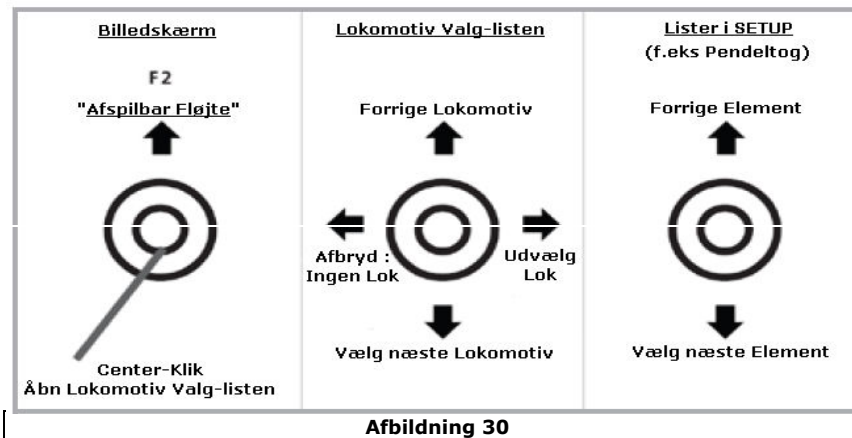 Billedskærm
F2
"Afspilbar Fløjte"
Center-Klik
Åbn Lokomotiv Valg-listen
Lokomotiv Valg-listen
Forrige Lokomotiv
Afbryd :
Ingen Lok
Udvælg
Lok
Vælg næste Lokomotiv
Lister i SETUP
(f.eks Pendeltog)
Forrige Element
Vælg næste Element
Afbildning 30